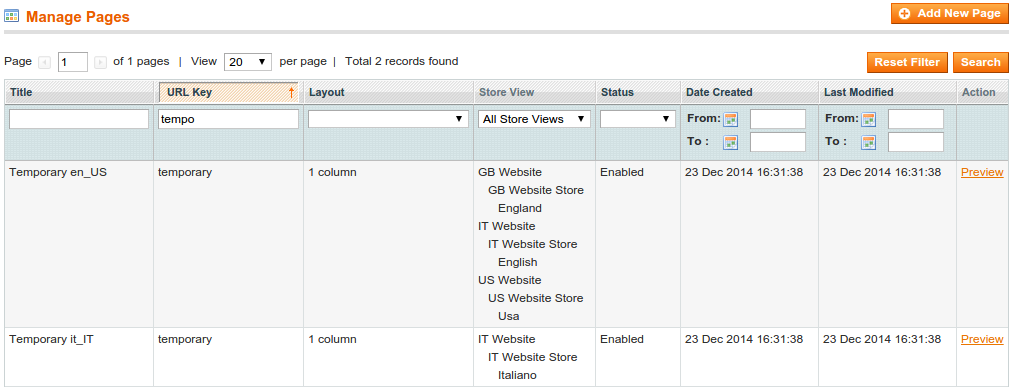 Manage Pages
Add New Page
Page 1 of 1 pages | View 20 per page | Total 2 records found
Reset Filter Search
Title URL Key Layout Store View Status Date Created Last Modified Action
tempo All Store Views From: From:
To : To :
Temporary en_US temporary 1 column GB Website Enabled 23 Dec 2014 16:31:38 23 Dec 2014 16:31:38 Preview
GB Website Store
England
IT Website
IT Website Store
English
US Website
US Website Store
Usa
Temporary it_IT temporary 1 column IT Website Enabled 23 Dec 2014 16:31:38 23 Dec 2014 16:31:38 Preview
IT Website Store
Italiano